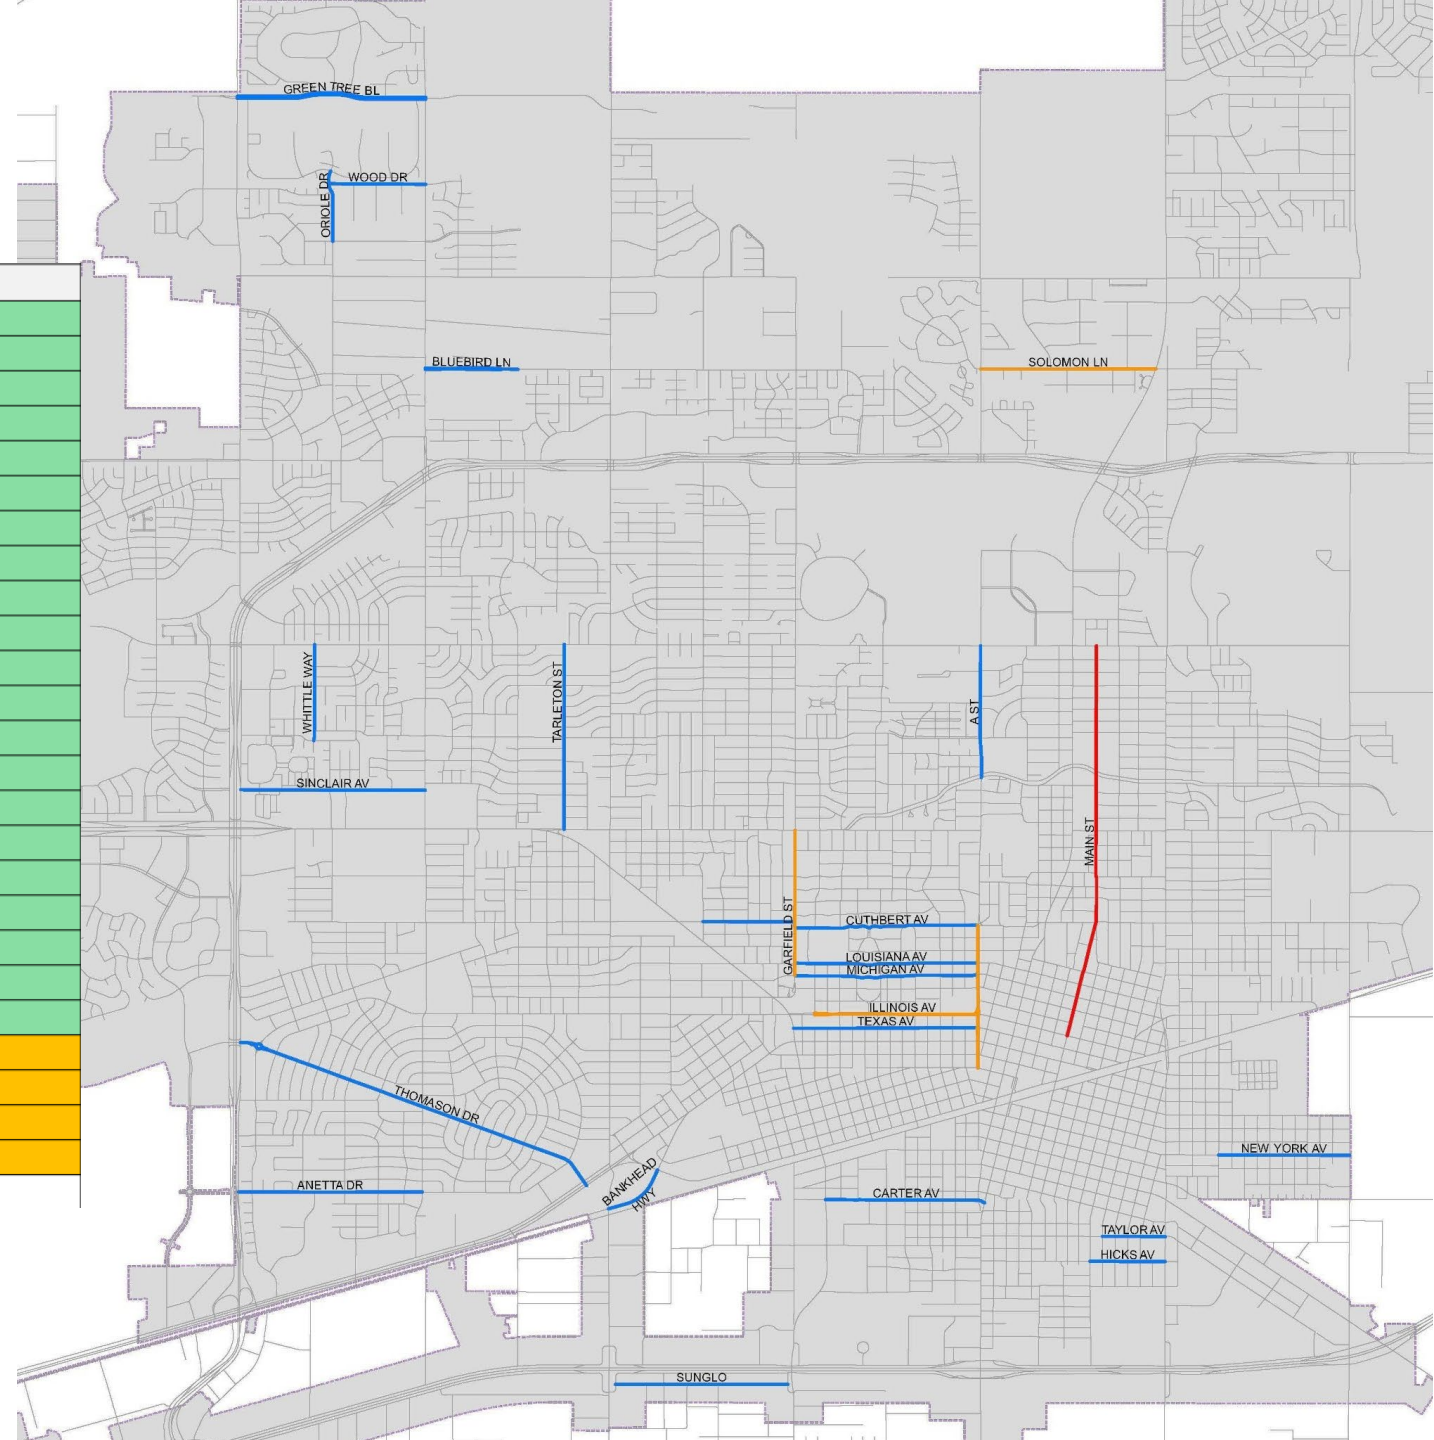 GREEN TREE BL
WOOD DR
ORIOLE DR
BLUEBIRD LN
SOLOMON LN
WHITTLE WAY
TARLETON ST
A ST
SINCLAIR AV
MAIN ST
GARFIELD ST
CUTHBERT AV
LOUISIANA AV
MICHIGAN AV
ILLINOIS AV
TEXAS AV
THOMASON DR
NEW YORK AV
BANKHEAD
HWY
ANETTA DR
CARTER AV
TAYLOR AV
HICKS AV
SUNGLO